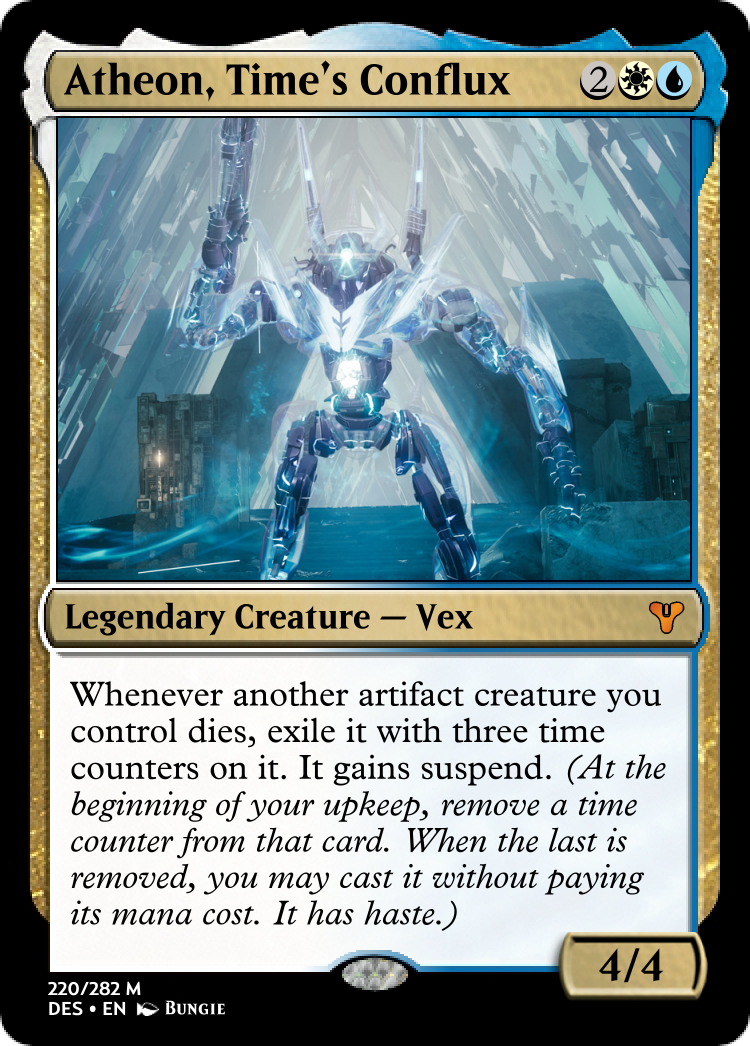 Atheon, Time's Conflux 2
Legendary Creature — Vex
Whenever another artifact creature you
control dies, exile it with three time
counters on it. It gains suspend. (At the
beginning of your upkeep, remove a time
counter from that card. When the last is
removed, you may cast it without paying
its mana cost. It has haste.)
4/4
220/282 M
DES • EN Bungie